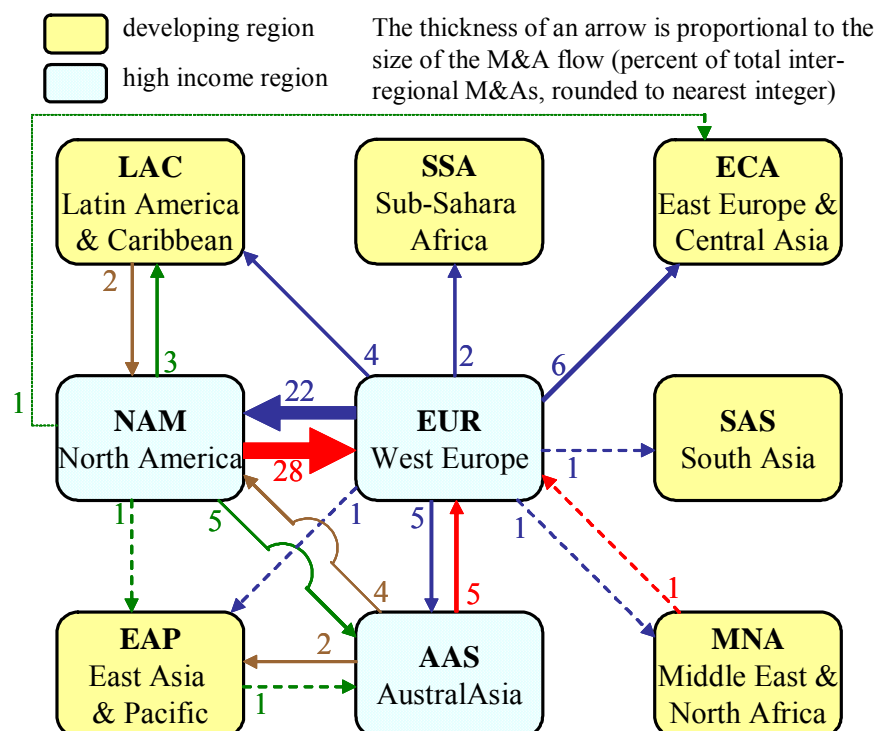 developing region
high income region
The thickness of an arrow is proportional to the
size of the M&A flow (percent of total inter-
regional M&As, rounded to nearest integer)
LAC
Latin America
& Caribbean
SSA
Sub-Sahara
Africa
ECA
East Europe &
Central Asia
2
3
4
2
6
1
NAM
North America
22
28
EUR
West Europe
1
SAS
South Asia
1
5
1
5
1
4
5
1
2
1
EAP
East Asia
& Pacific
AAS
AustralAsia
MNA
Middle East &
North Africa